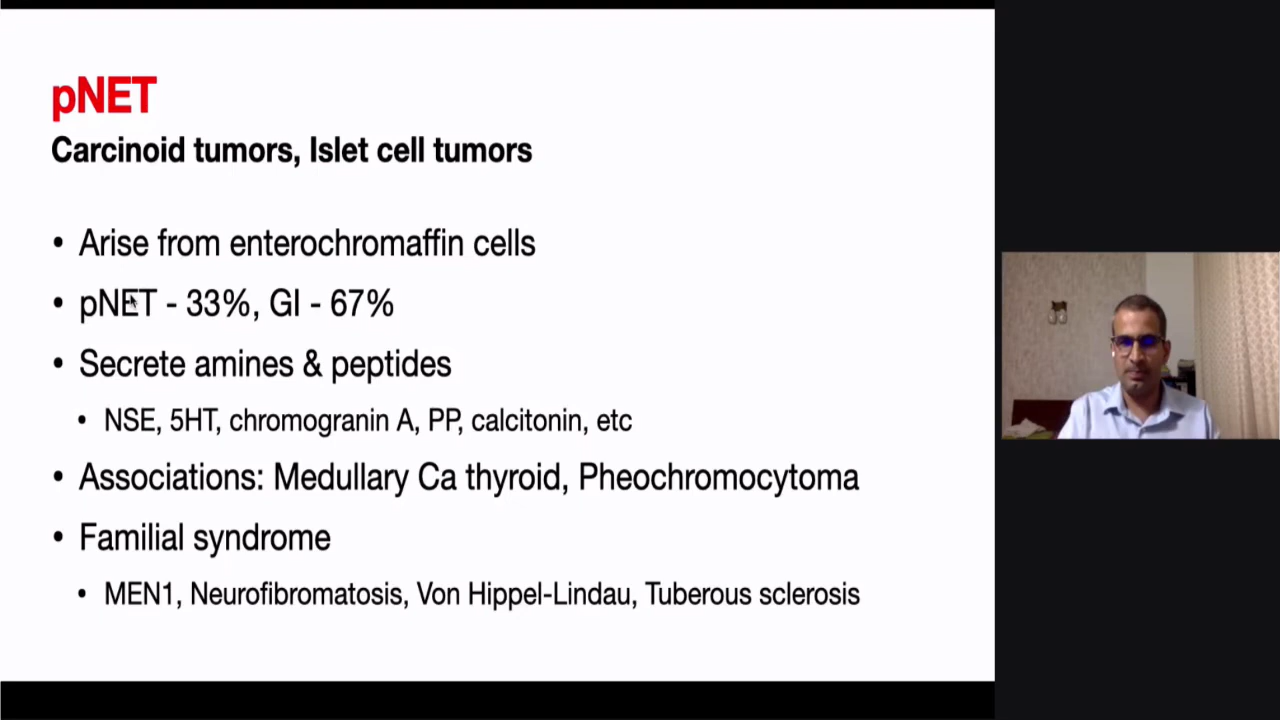 pNET
Carcinoid tumors, Islet cell tumors
• Arise from enterochromaffin cells
• pNET - 33%, GI - 67%
• Secrete amines & peptides
• NSE, 5HT, chromogranin A, PP, calcitonin, etc
• Associations: Medullary Ca thyroid, Pheochromocytoma
• Familial syndrome
• MEN1, Neurofibromatosis, Von Hippel-Lindau, Tuberous sclerosis